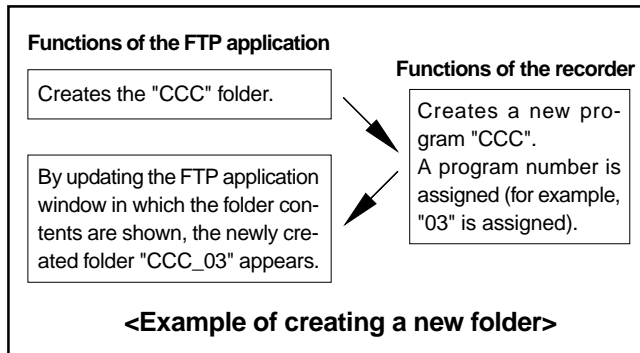 Functions of the FTP application
Creates the "CCC" folder.
By updating the FTP application
window in which the folder con-
tents are shown, the newly cre-
ated folder "CCC_03" appears.
Functions of the recorder
Creates a new pro-
gram "CCC".
A program number is
assigned (for example,
"03" is assigned).
<Example of creating a new folder>